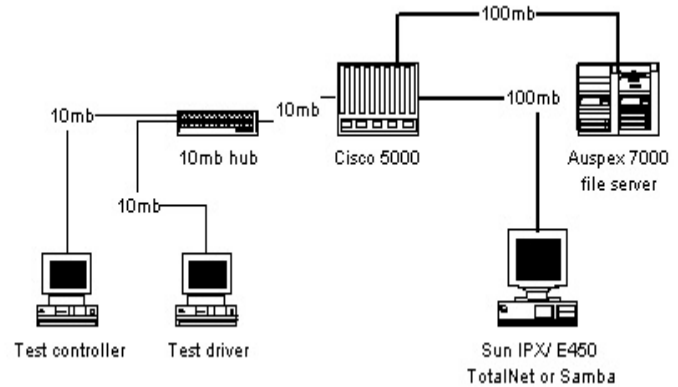 100mb
10mb
10mb
100mb
10mb hub
Cisco 5000
Auspex 7000
file server
10mb
Test controller
Test driver
Sun IPX/ E450
TotalNet or Samba